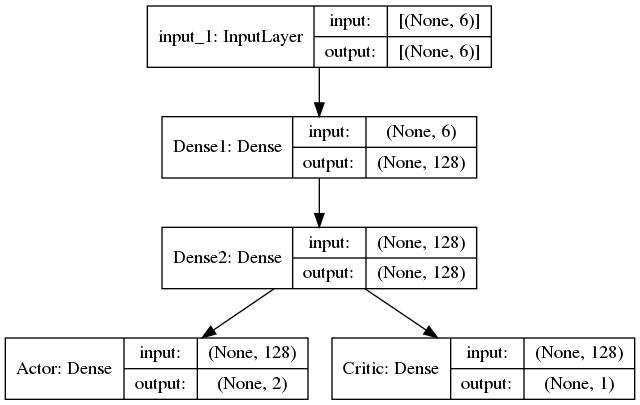 input_1: InputLayer
input: [(None, 6)]
output: [(None, 6)]
Dense1: Dense
input: (None, 6)
output: (None, 128)
Dense2: Dense
input: (None, 128)
output: (None, 128)
Actor: Dense
input: (None, 128)
output: (None, 2)
Critic: Dense
input: (None, 128)
output: (None, 1)